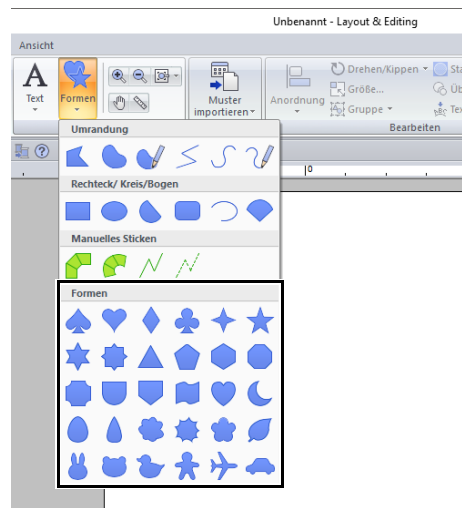 Unbenannt - Layout & Editing
Ansicht
Text
Formen
Muster
importieren
Anordnung
Drehen/Kippen
Größe...
Gruppe
Bearbeiten
Umrandung
Rechteck/ Kreis/Bogen
Manuelles Sticken
Formen
0